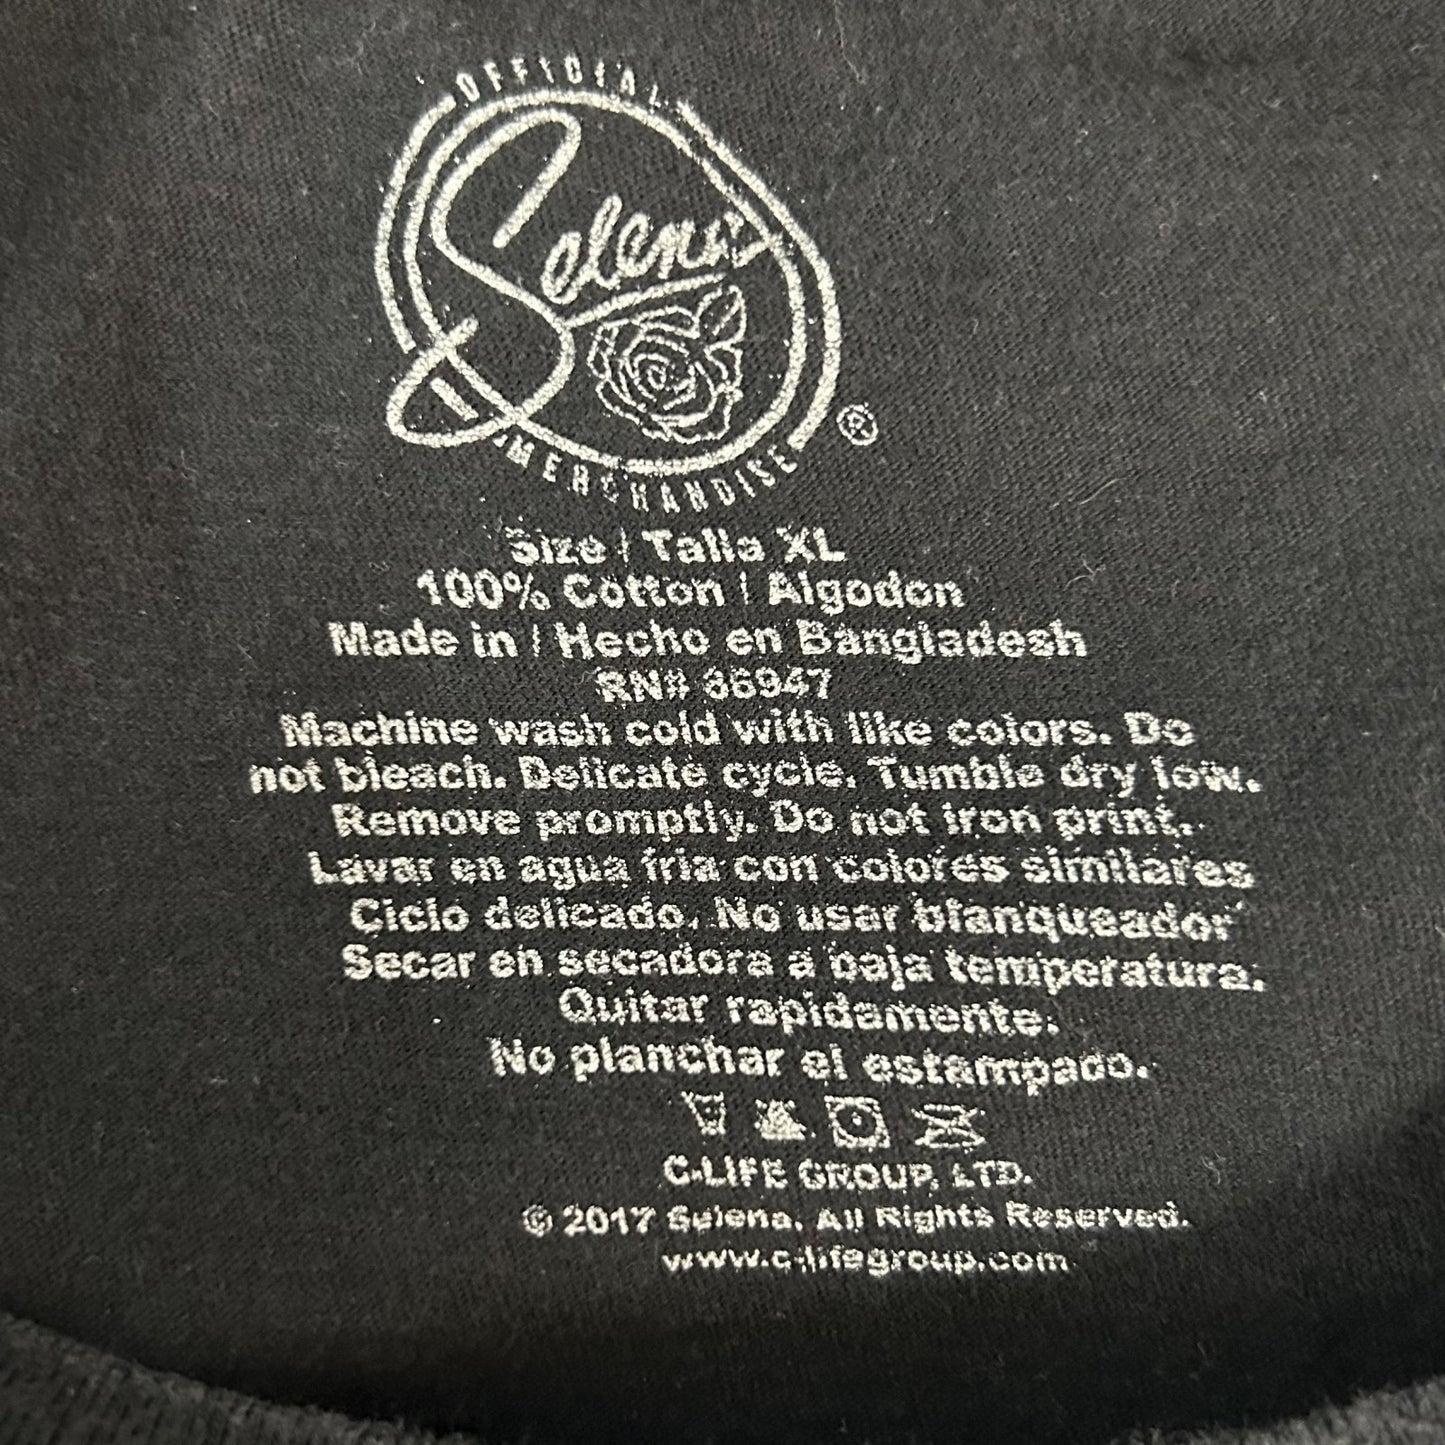 OFFICIAL
Selena
MERCHANDISE
®
Size / Talla XL
100% Cotton / Algodon
Made in / Hecho en Bangladesh
RN# 86947
Machine wash cold with like colors. Do
not bleach. Delicate cycle. Tumble dry low.
Remove promptly. Do not iron print.
Lavar en agua fria con colores similares
Ciclo delicado. No usar blanqueador
Secar en secadora a baja temperatura.
Quitar rapidamente.
No planchar el estampado.
C-LIFE GROUP, LTD.
© 2017 Selena. All Rights Reserved.
www.c-lifegroup.com